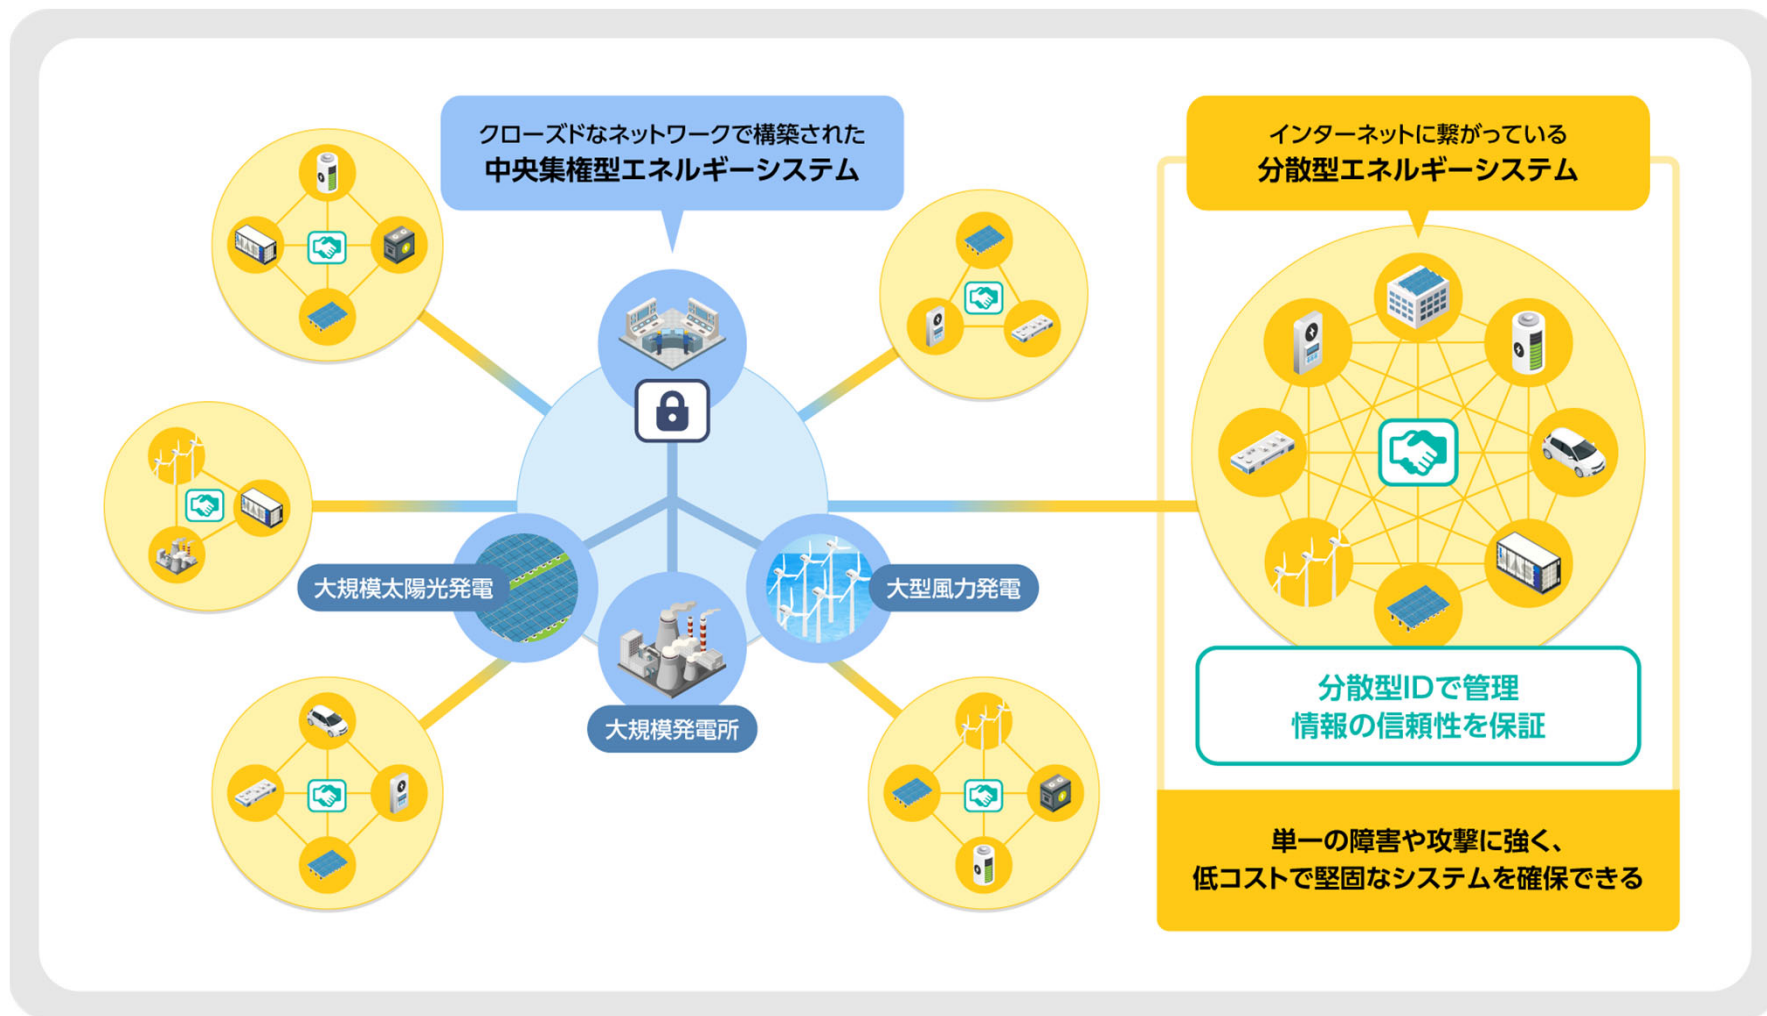 クローズドなネットワークで構築された
中央集権型エネルギーシステム
インターネットに繋がっている
分散型エネルギーシステム
大規模太陽光発電
大型風力発電
大規模発電所
分散型IDで管理
情報の信頼性を保証
単一の障害や攻撃に強く、
低コストで堅固なシステムを確保できる